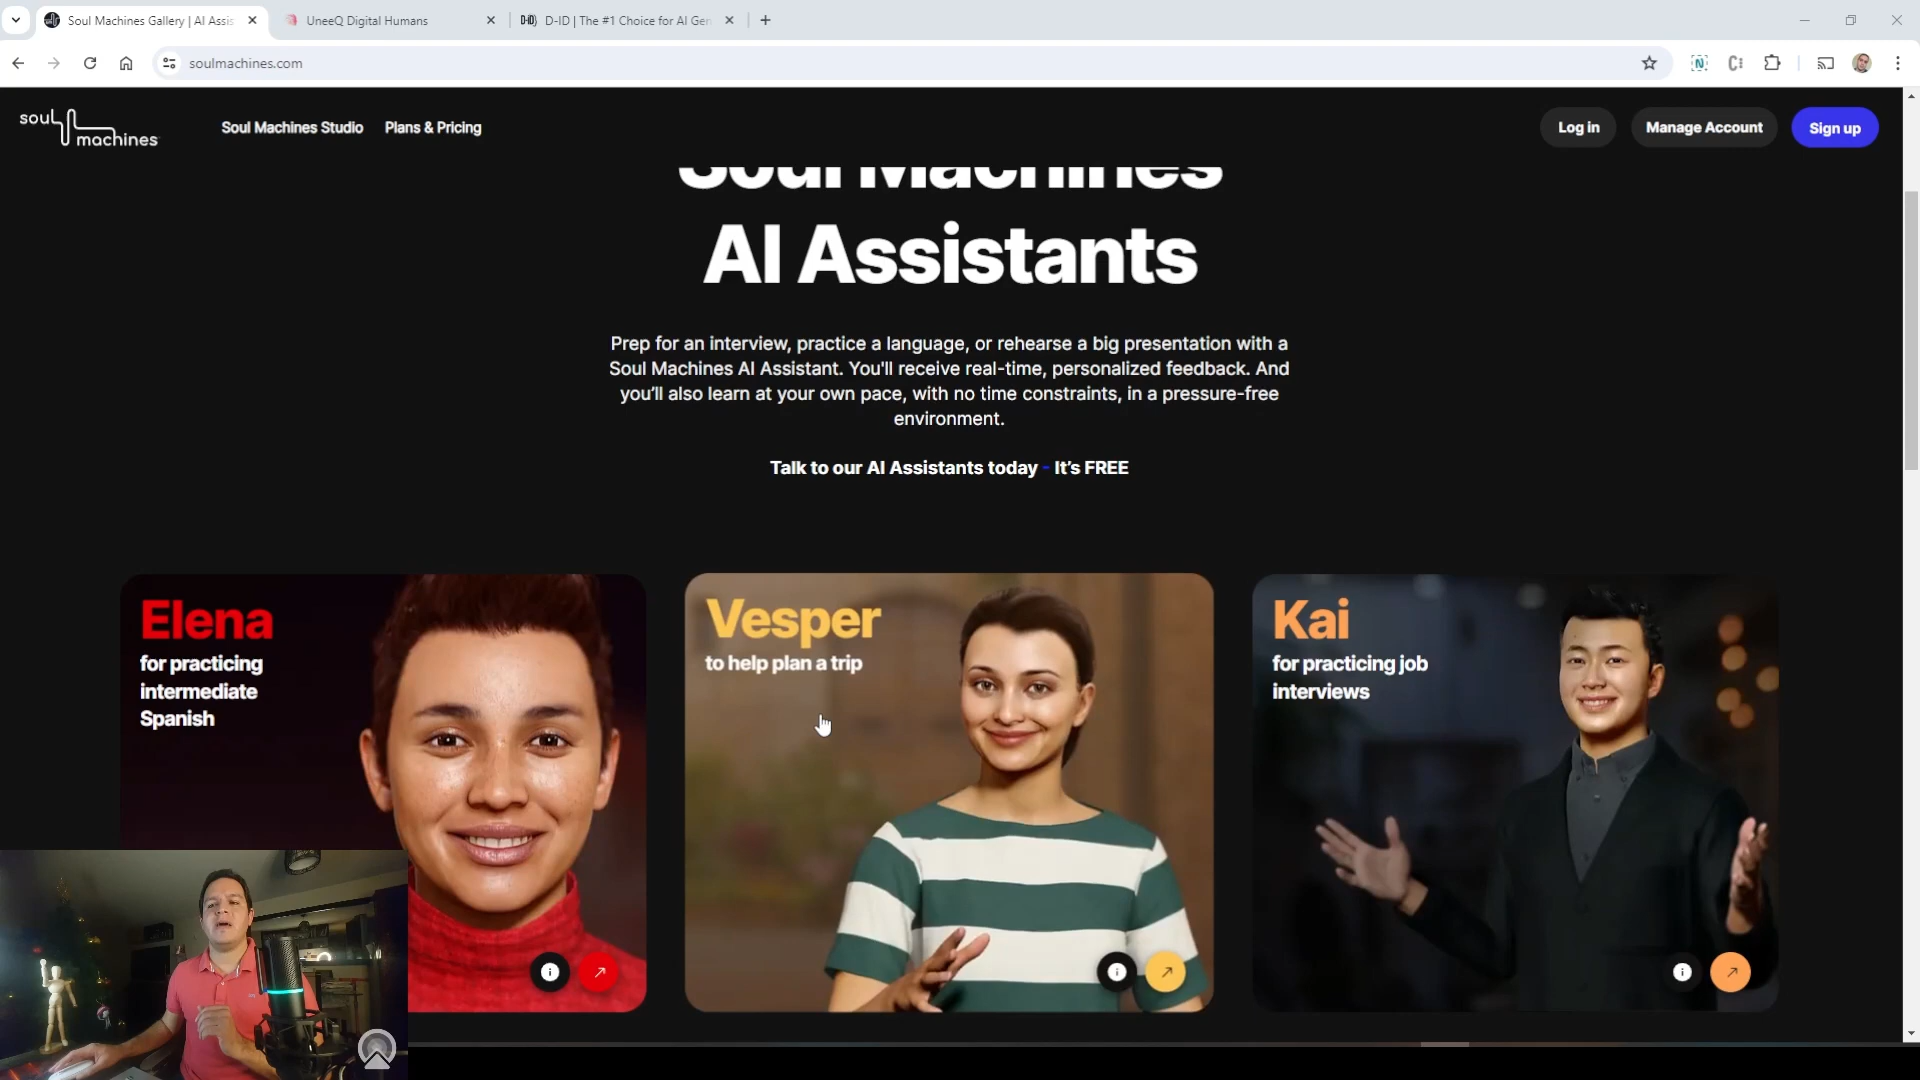 Soul Machines Gallery | AI Assis
UneeQ Digital Humans
D-ID | The #1 Choice for AI Gen
soulmachines.com
soul machines
Soul Machines Studio
Plans & Pricing
Log in
Manage Account
Sign up
Soul Machines
AI Assistants
Prep for an interview, practice a language, or rehearse a big presentation with a
Soul Machines AI Assistant. You'll receive real-time, personalized feedback. And
you'll also learn at your own pace, with no time constraints, in a pressure-free
environment.
Talk to our AI Assistants today - It's FREE
Elena
for practicing
intermediate
Spanish
Vesper
to help plan a trip
Kai
for practicing job
interviews